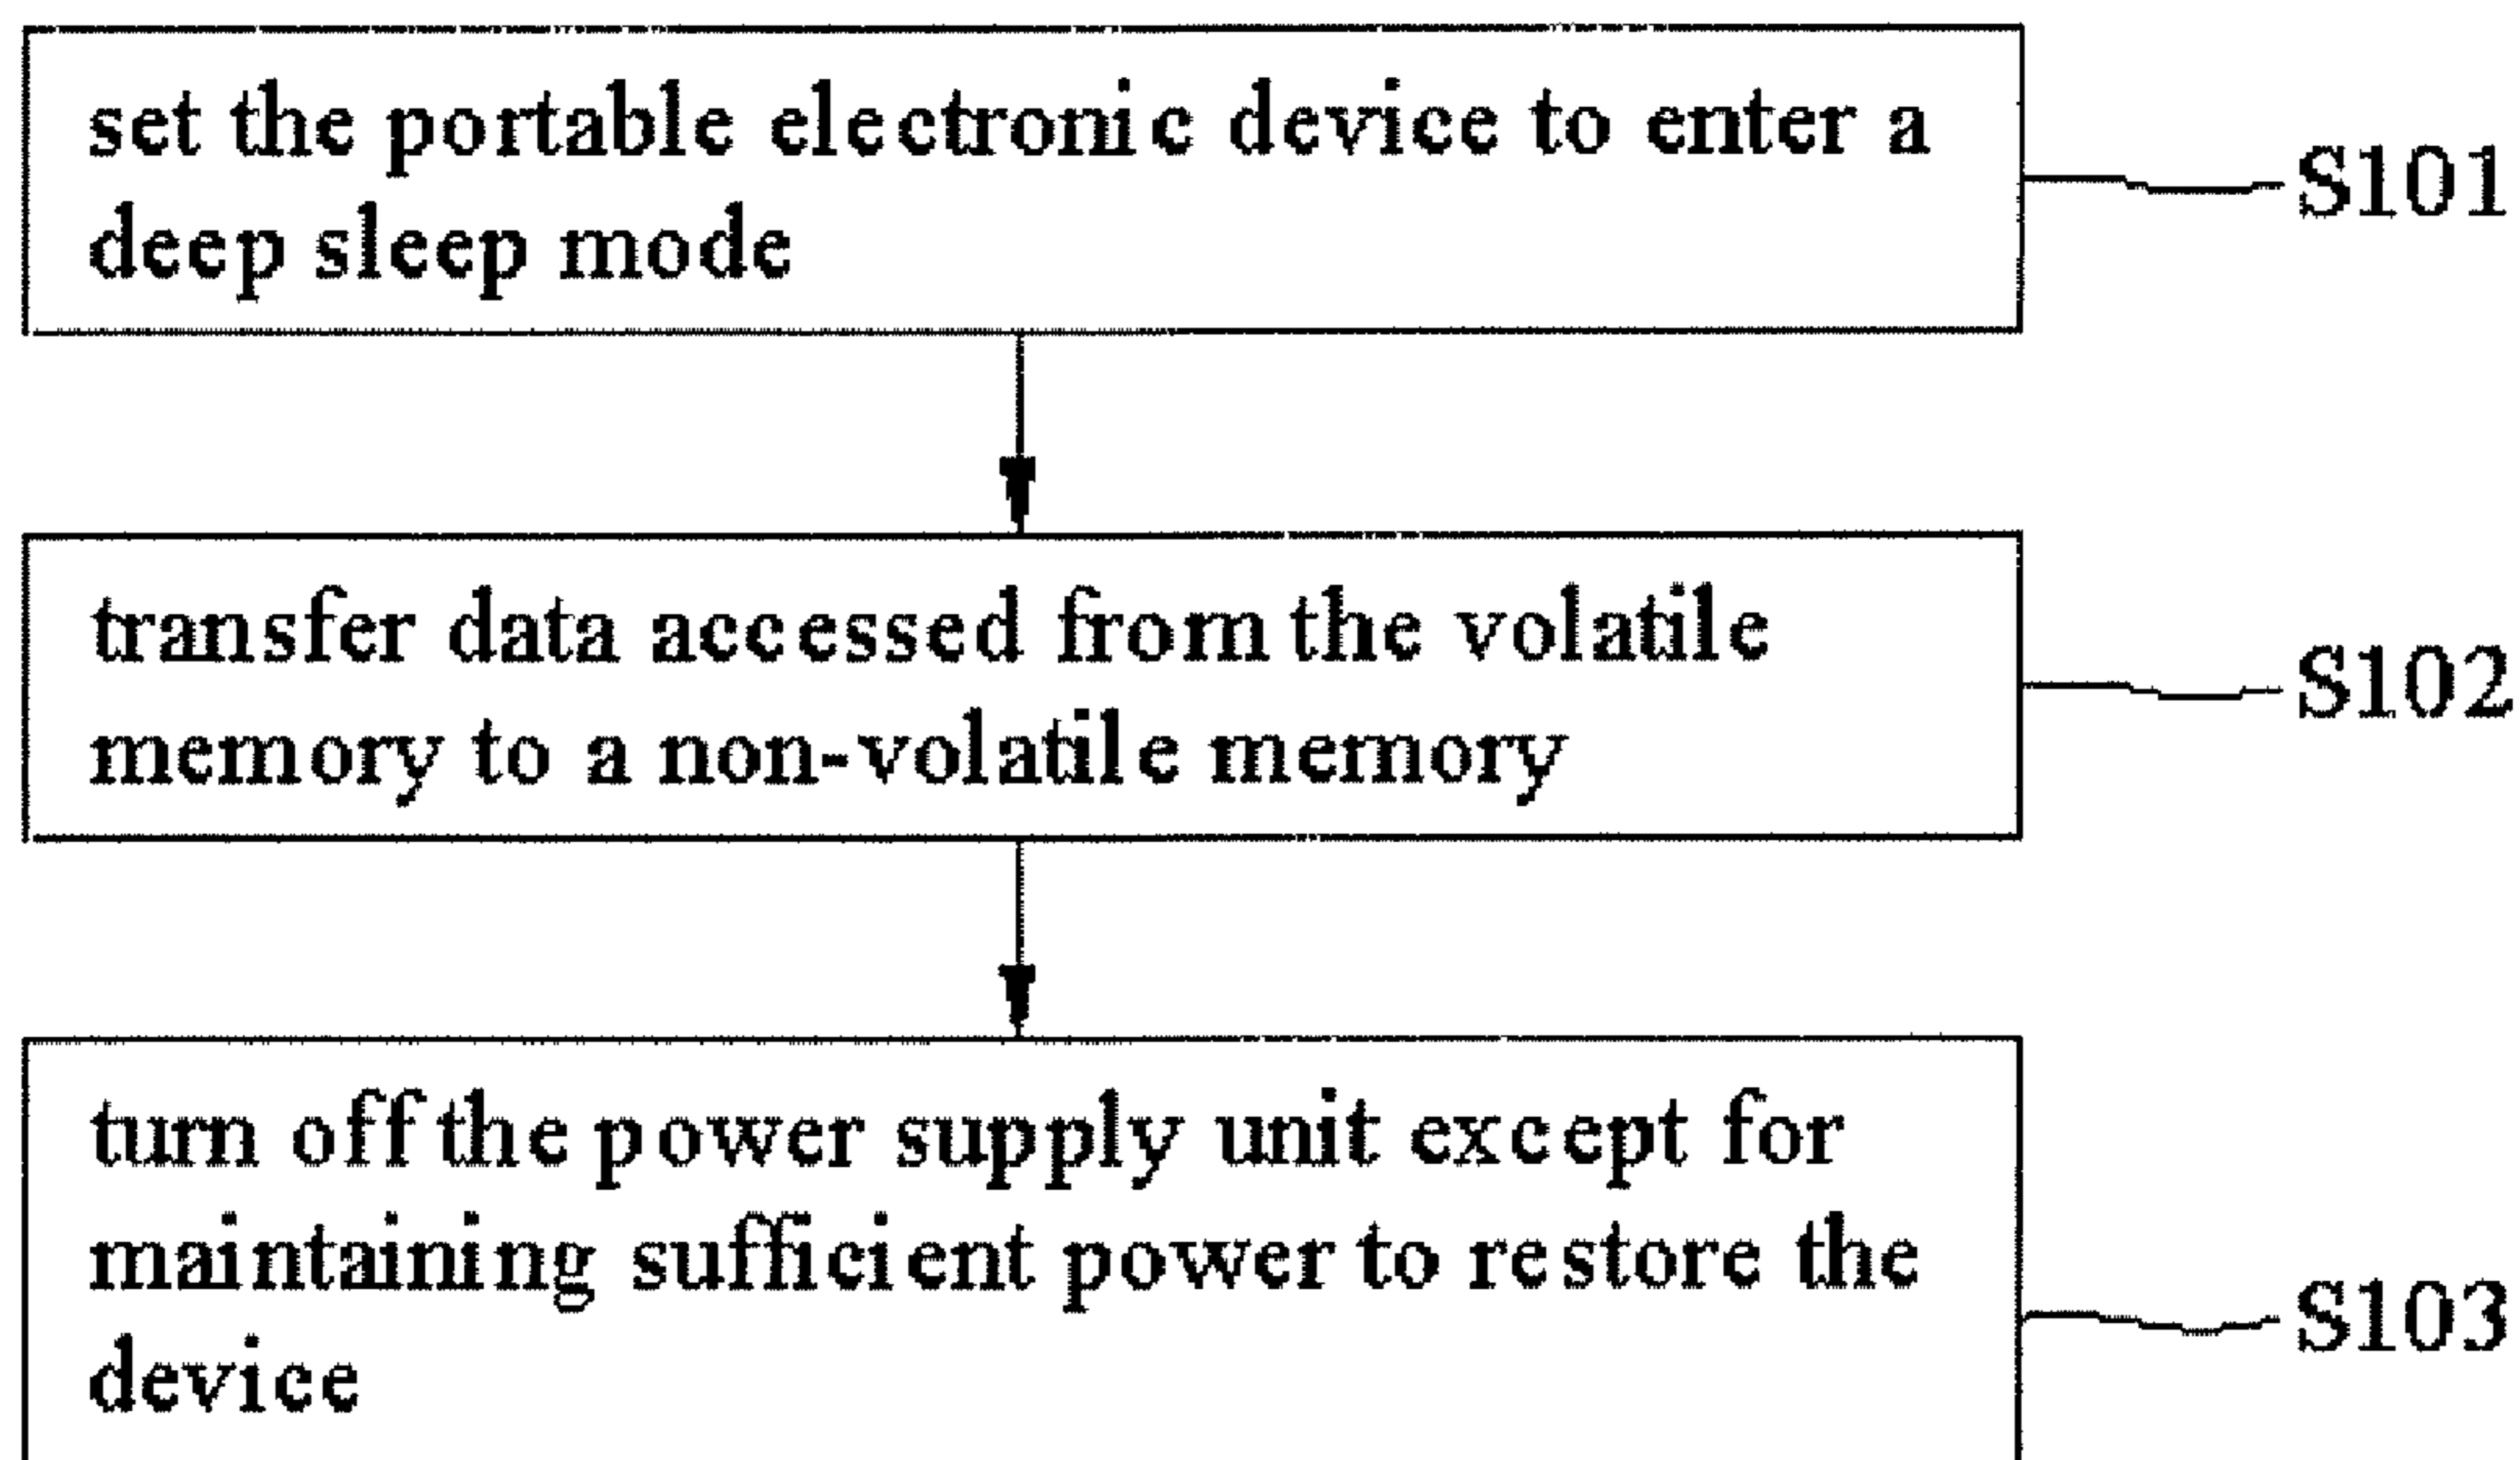 set the portable electronic device to enter a
deep sleep mode
S101
transfer data accessed from the volatile
memory to a non-volatile memory
S102
turn off the power supply unit except for
maintaining sufficient power to restore the
device
S103